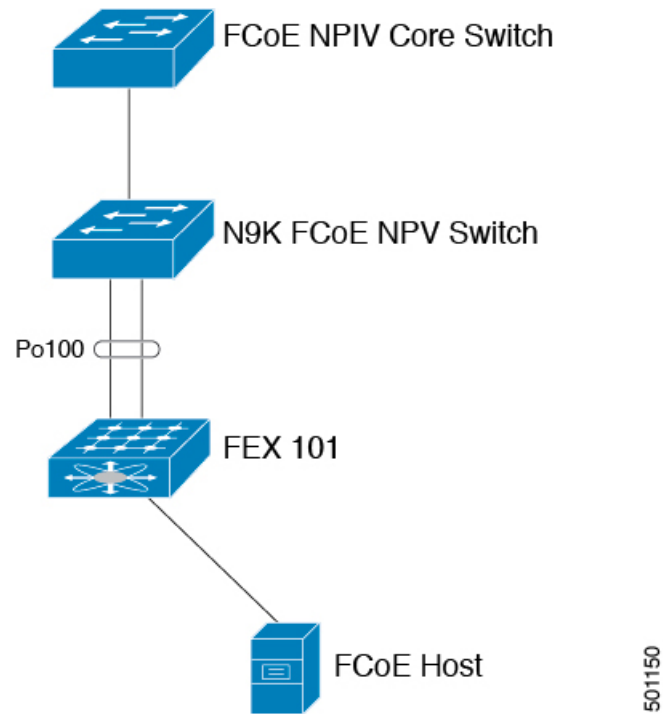 FCoE NPIV Core Switch
N9K FCoE NPV Switch
Po100
FEX 101
FCoE Host
501150